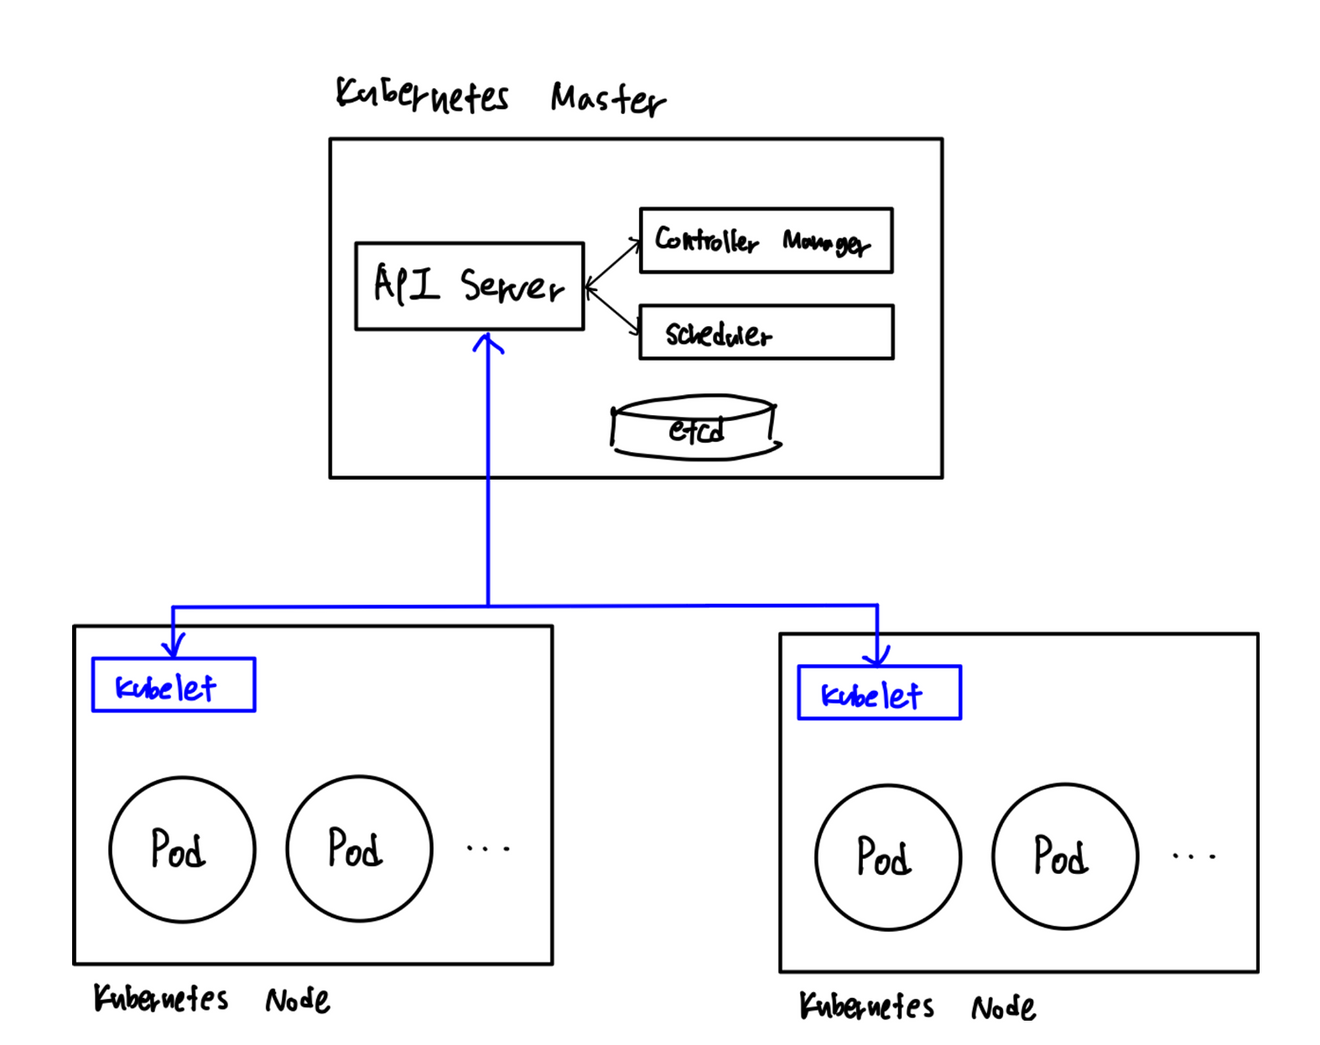 Kubernetes Master
API Server
Controller Manager
Scheduler
etcd
Kubelet
Pod
Pod
...
Kubernetes Node
Kubelet
Pod
Pod
...
Kubernetes Node